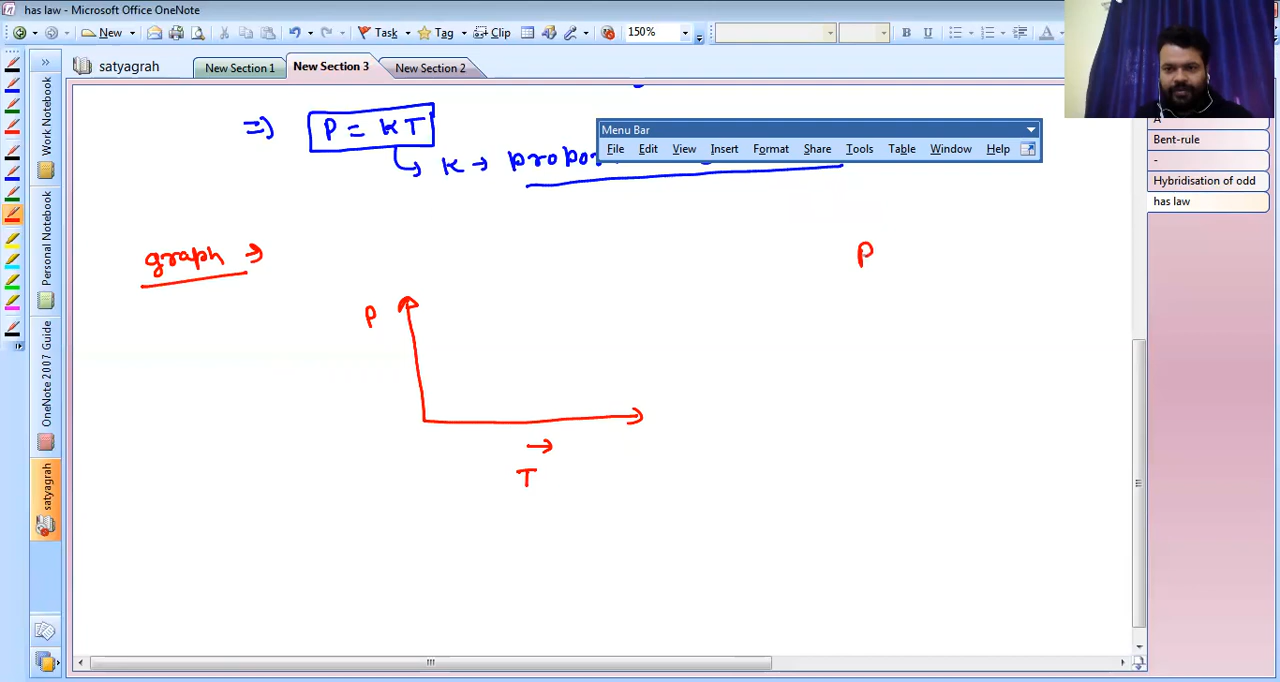 has law - Microsoft Office OneNote
New Task Tag Clip 150% B U A
satyagrah New Section 1 New Section 3 New Section 2
Work Notebook
Personal Notebook
OneNote 2007 Guide
satyagrah
⇒ P = KT
Menu Bar
File Edit View Insert Format Share Tools Table Window Help
K →
graph →
P
P
→
T
A
Bent-rule
-
Hybridisation of odd
has law